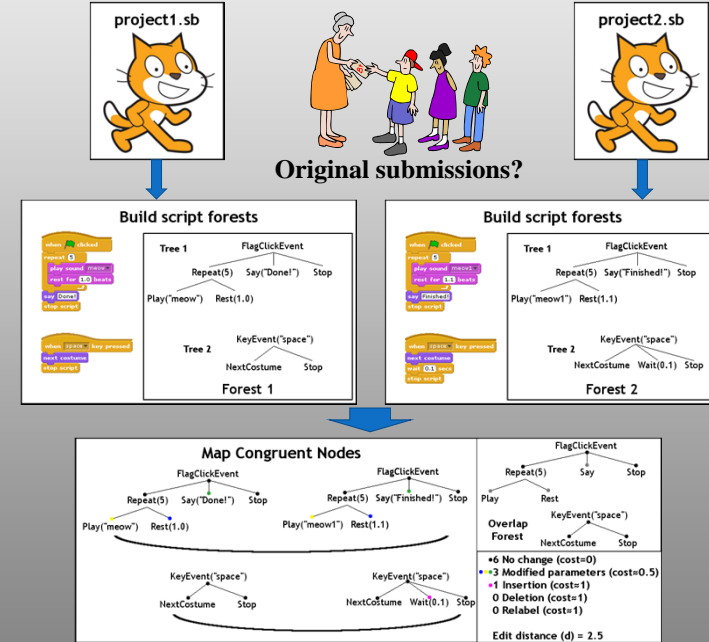 project1.sb
project2.sb
Original submissions?
Build script forests
when clicked
repeat 5
play sound meow
rest for 1.0 beats
say Done!
stop script
when space key pressed
next costume
stop script
Tree 1
FlagClickEvent
Repeat(5) Say("Done!") Stop
Play("meow") Rest(1.0)
KeyEvent("space")
Tree 2
NextCostume Stop
Forest 1
Build script forests
when clicked
repeat 5
play sound meow1
rest for 1.1 beats
say Finished!
stop script
when space key pressed
next costume
wait 0.1 secs
stop script
Tree 1
FlagClickEvent
Repeat(5) Say("Finished!") Stop
Play("meow1") Rest(1.1)
KeyEvent("space")
Tree 2
NextCostume Wait(0.1) Stop
Forest 2
Map Congruent Nodes
FlagClickEvent
Repeat(5) Say("Done!") Stop
Play("meow") Rest(1.0)
FlagClickEvent
Repeat(5) Say("Finished!") Stop
Play("meow1") Rest(1.1)
KeyEvent("space")
NextCostume Stop
KeyEvent("space")
NextCostume Wait(0.1) Stop
FlagClickEvent
Repeat(5) Say Stop
Play Rest
Overlap
Forest
KeyEvent("space")
NextCostume Stop
6 No change (cost=0)
3 Modified parameters (cost=0.5)
1 Insertion (cost=1)
0 Deletion (cost=1)
0 Relabel (cost=1)
Edit distance (d) = 2.5